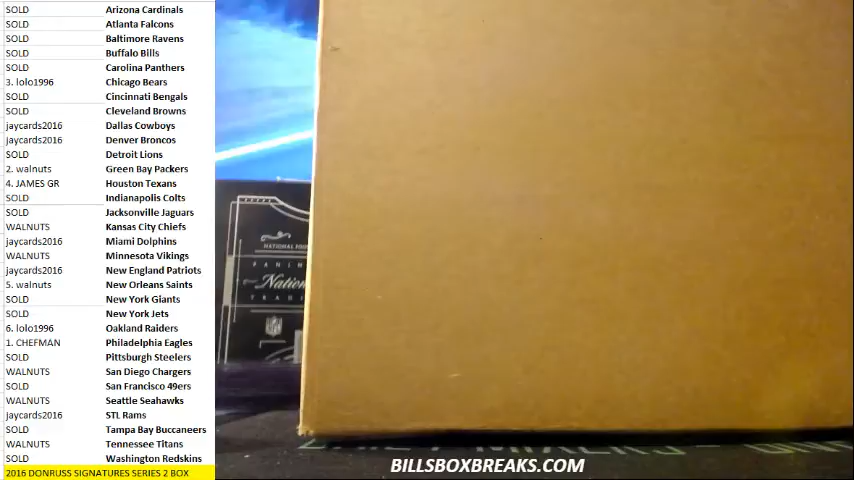 SOLD Arizona Cardinals
SOLD Atlanta Falcons
SOLD Baltimore Ravens
SOLD Buffalo Bills
SOLD Carolina Panthers
3. lolo1996 Chicago Bears
SOLD Cincinnati Bengals
SOLD Cleveland Browns
jaycards2016 Dallas Cowboys
jaycards2016 Denver Broncos
SOLD Detroit Lions
2. walnuts Green Bay Packers
4. JAMES GR Houston Texans
SOLD Indianapolis Colts
SOLD Jacksonville Jaguars
WALNUTS Kansas City Chiefs
jaycards2016 Miami Dolphins
WALNUTS Minnesota Vikings
jaycards2016 New England Patriots
5. walnuts New Orleans Saints
SOLD New York Giants
SOLD New York Jets
6. lolo1996 Oakland Raiders
1. CHEFMAN Philadelphia Eagles
SOLD Pittsburgh Steelers
WALNUTS San Diego Chargers
SOLD San Francisco 49ers
WALNUTS Seattle Seahawks
jaycards2016 STL Rams
SOLD Tampa Bay Buccaneers
WALNUTS Tennessee Titans
SOLD Washington Redskins
2016 DONRUSS SIGNATURES SERIES 2 BOX
NATIONAL
PANIN
Nation
TRAD
NFL
BILLSBOXBREAKS.COM